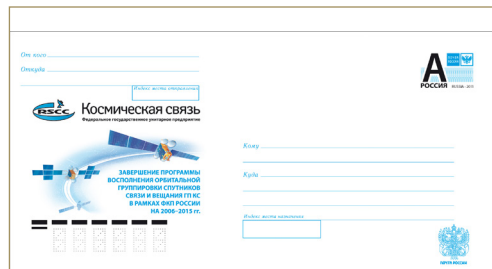 От кого
Откуда
Индекс места отправления
RSCC
Космическая связь
Федеральное государственное унитарное предприятие
ЗАВЕРШЕНИЕ ПРОГРАММЫ
ВОСПОЛНЕНИЯ ОРБИТАЛЬНОЙ
ГРУППИРОВКИ СПУТНИКОВ
СВЯЗИ И ВЕЩАНИЯ ГП КС
В РАМКАХ ФКП РОССИИ
НА 2006–2015 гг.
А
РОССИЯ
Кому
Куда
Индекс места назначения
ПОЧТА РОССИИ